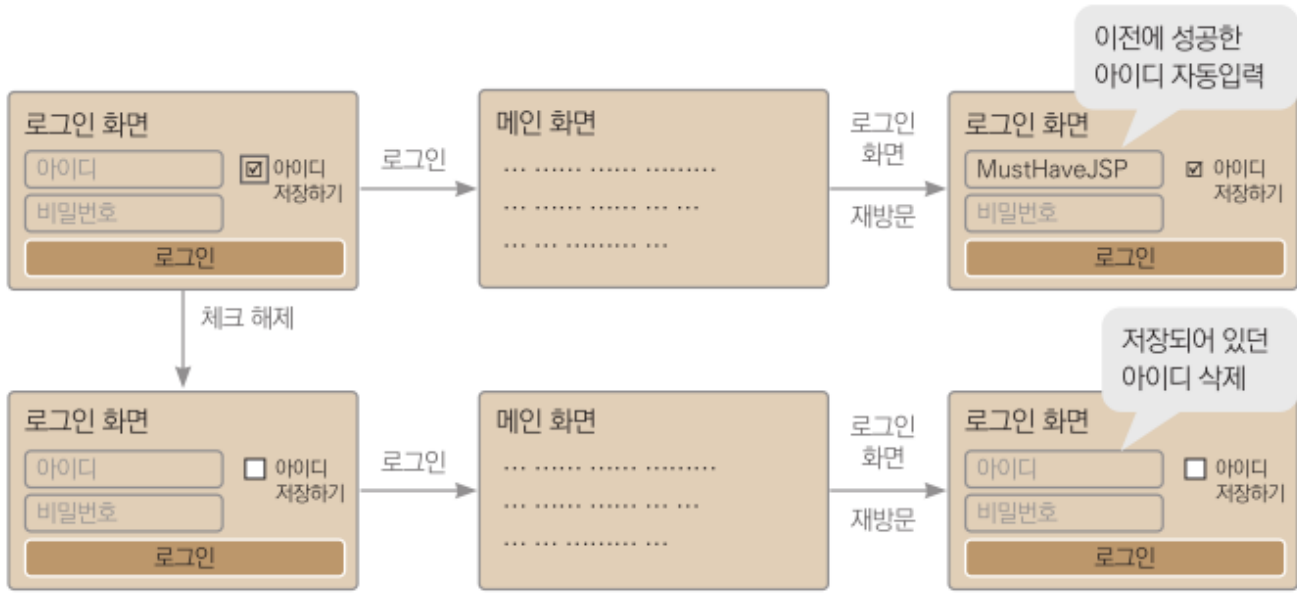 이전에 성공한
아이디 자동입력
로그인 화면
아이디
아이디
저장하기
비밀번호
로그인
로그인
메인 화면
... ...... ...... .........
... ...... ...... ... ...
... ... ......... ...
로그인
화면
재방문
로그인 화면
MustHaveJSP
아이디
저장하기
비밀번호
로그인
체크 해제
저장되어 있던
아이디 삭제
로그인 화면
아이디
아이디
저장하기
비밀번호
로그인
로그인
메인 화면
... ...... ...... .........
... ...... ...... ... ...
... ... ......... ...
로그인
화면
재방문
로그인 화면
아이디
아이디
저장하기
비밀번호
로그인